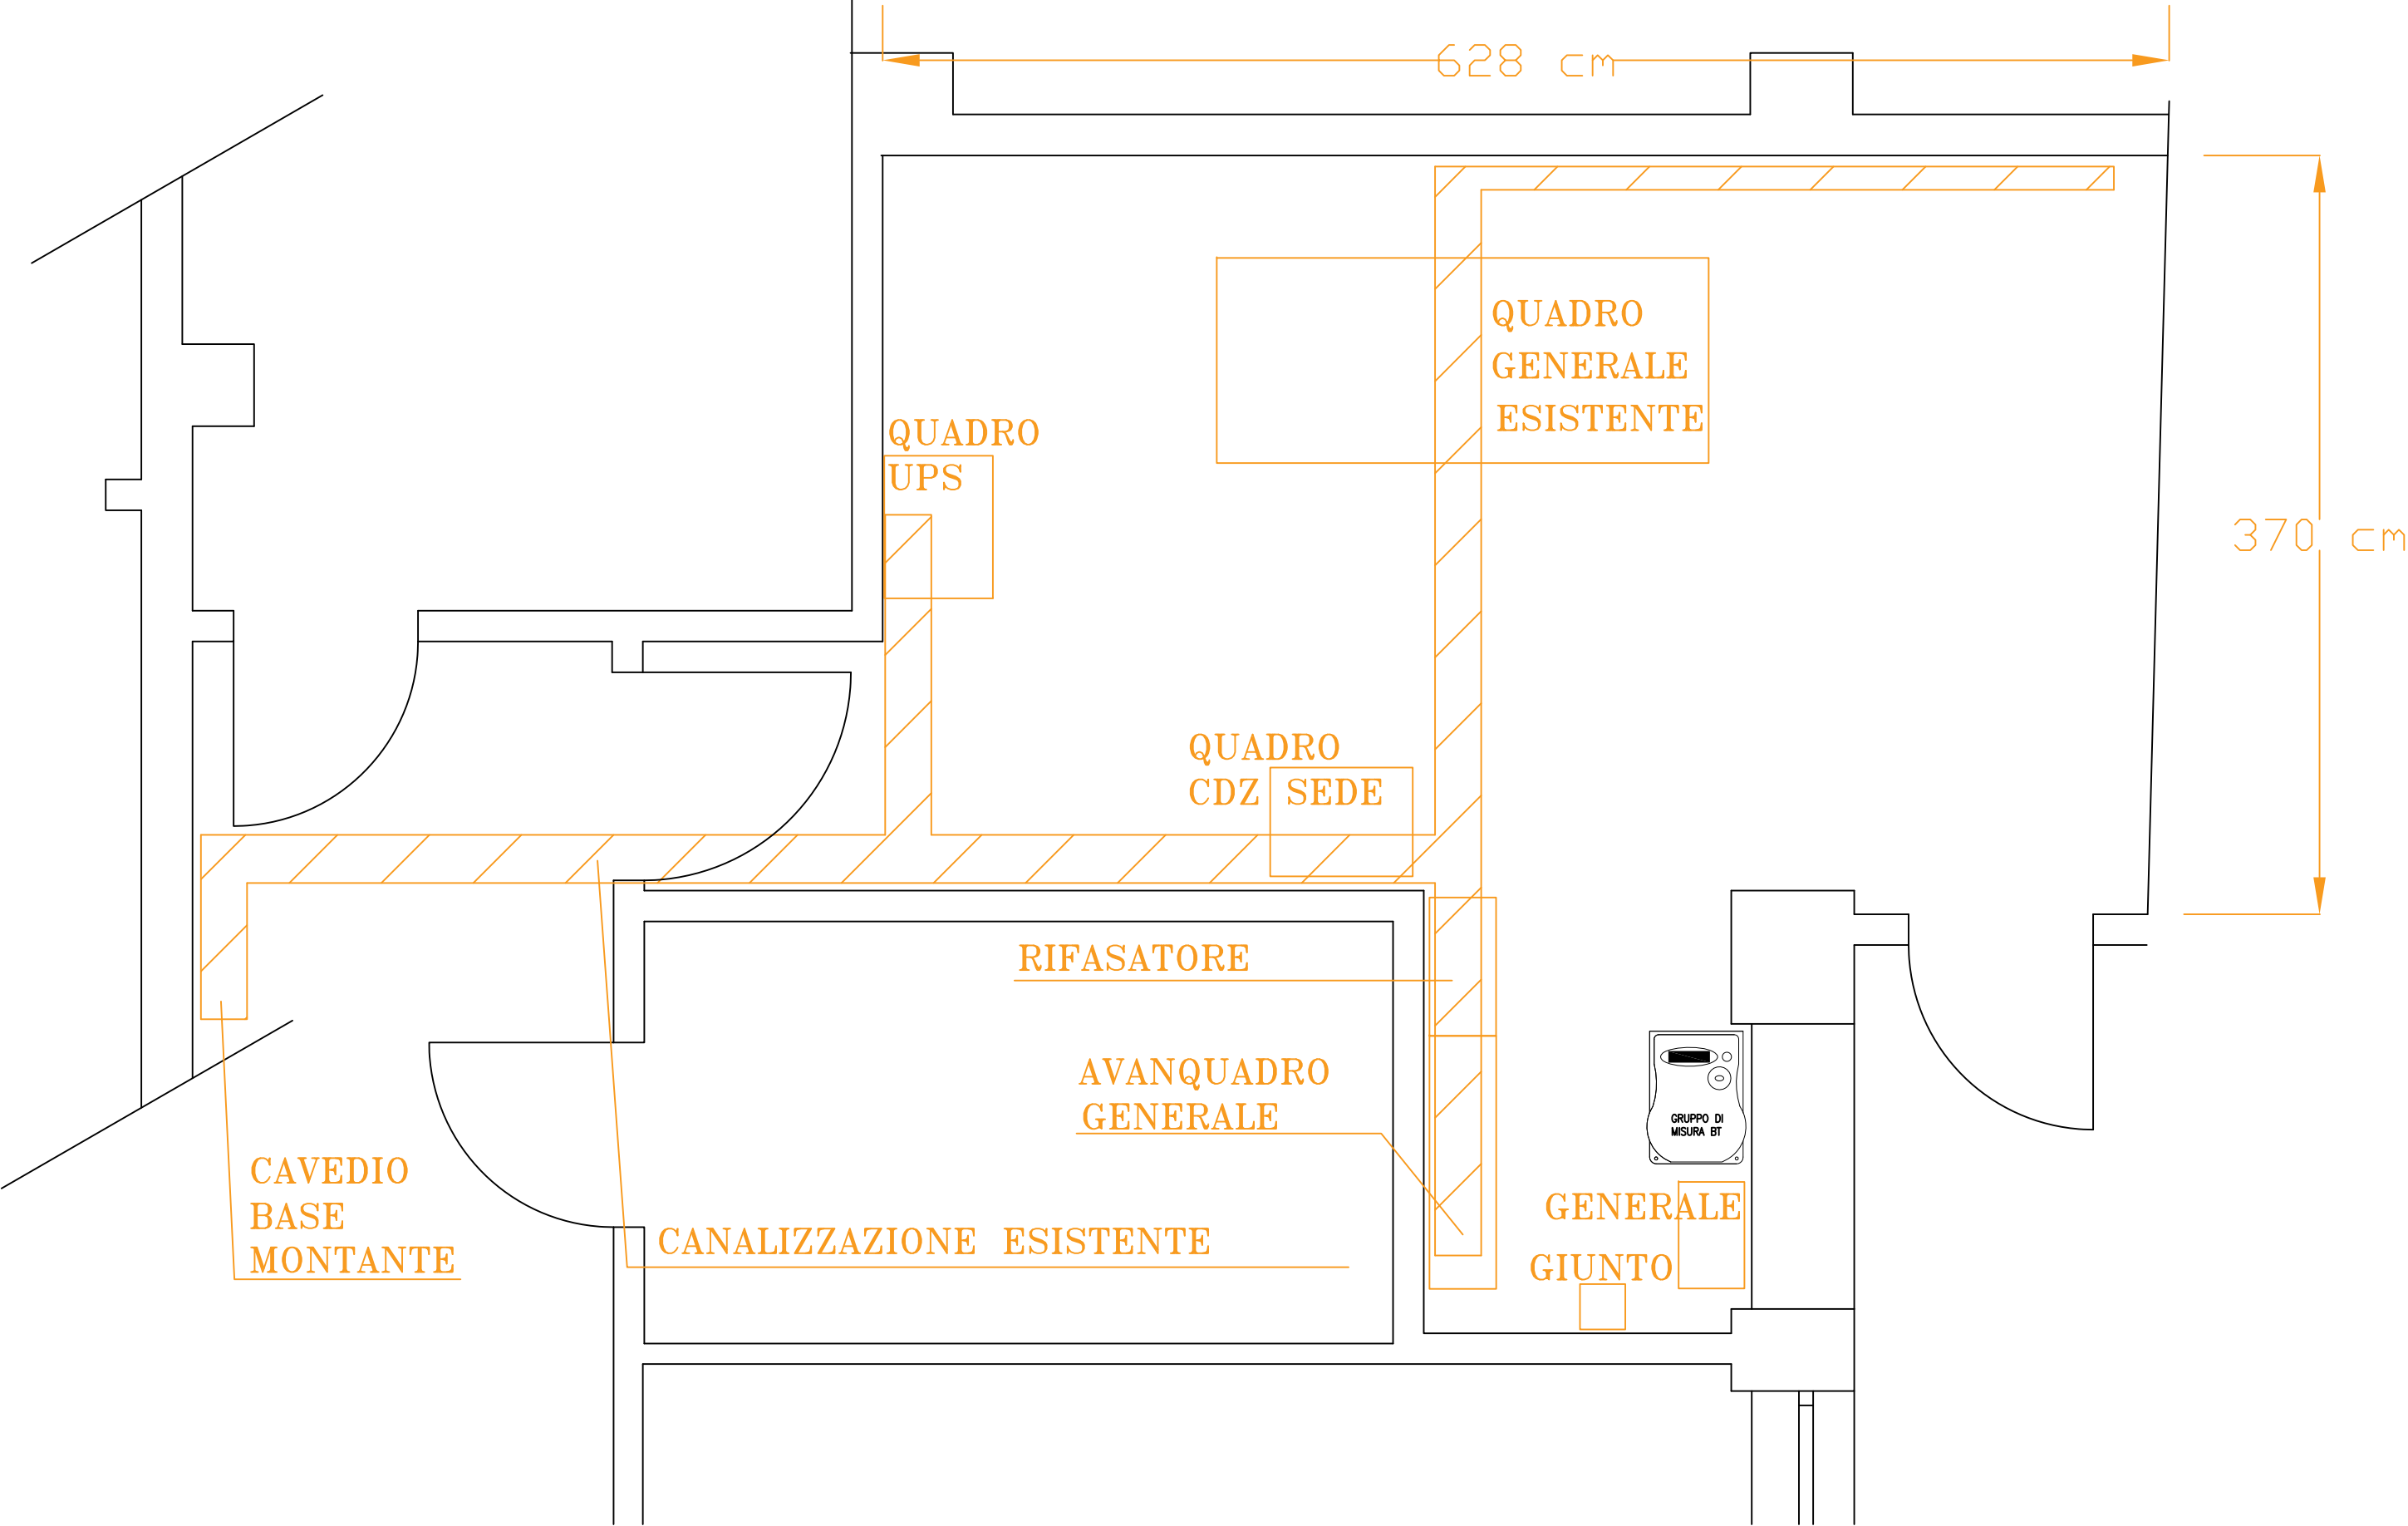 628 cm
QUADRO
GENERALE
ESISTENTE
QUADRO
UPS
370 cm
QUADRO
CDZ SEDE
RIFASATORE
AVANQUADRO
GENERALE
GRUPPO DI
MISURA BT
CAVEDIO
BASE
MONTANTE
CANALIZZAZIONE ESISTENTE
GENERALE
GIUNTO